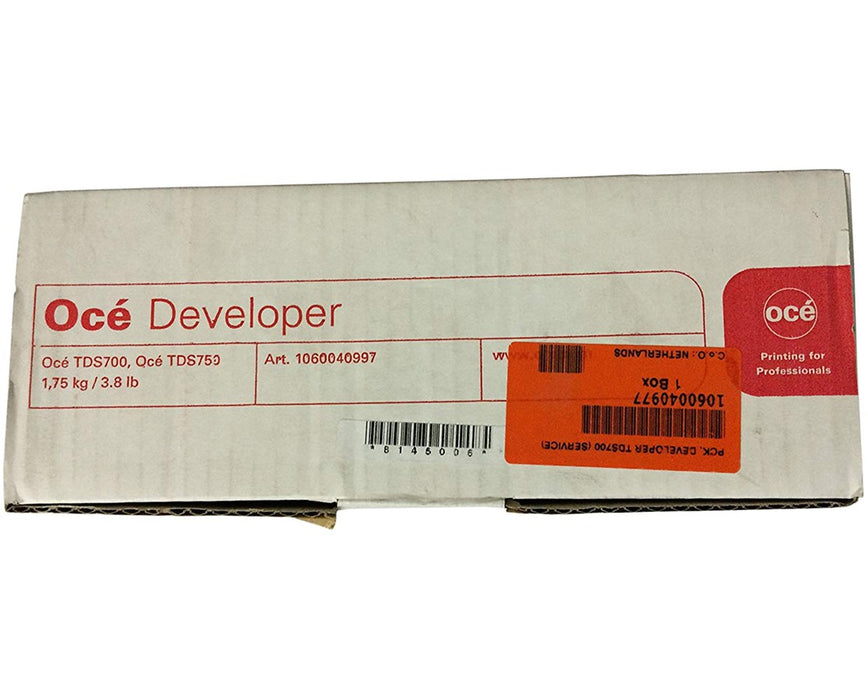 Océ Developer
Océ TDS700, Océ TDS750
1,75 kg / 3.8 lb
Art. 1060040997
océ
Printing for
Professionals
*8145006*
PCK. DEVELOPER TDS700 (SERVICE)
1060040977
1 Box
C.o.O.: NETHERLANDS